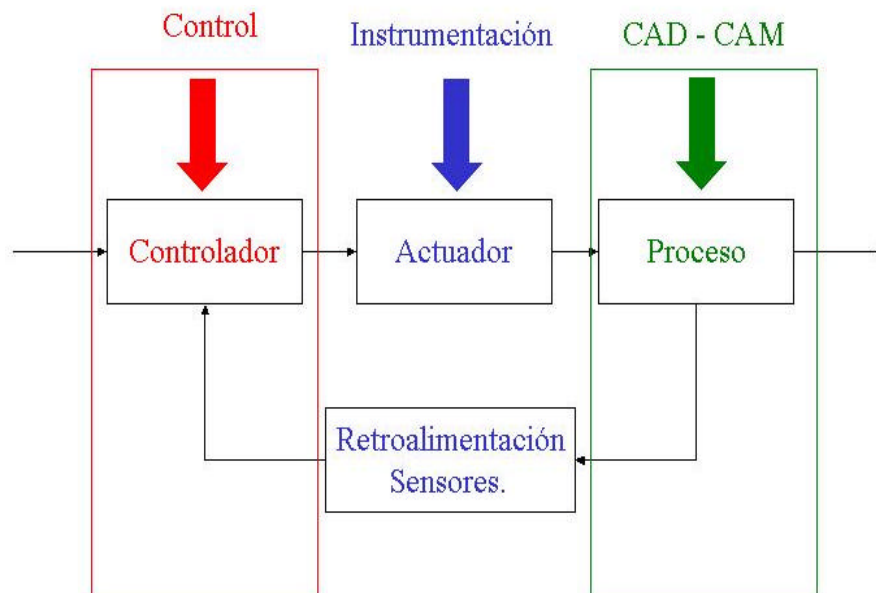 Control
Instrumentación
CAD - CAM
Controlador
Actuador
Proceso
Retroalimentación
Sensores.